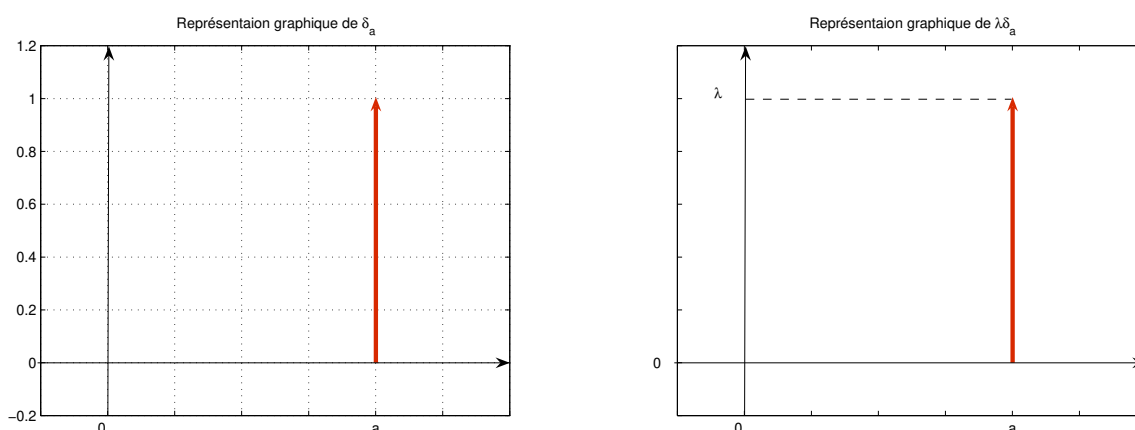 Représentaion graphique de δa
1.2
1
0.8
0.6
0.4
0.2
0
−0.2
0
a
Représentaion graphique de λδa
λ
0
0
a